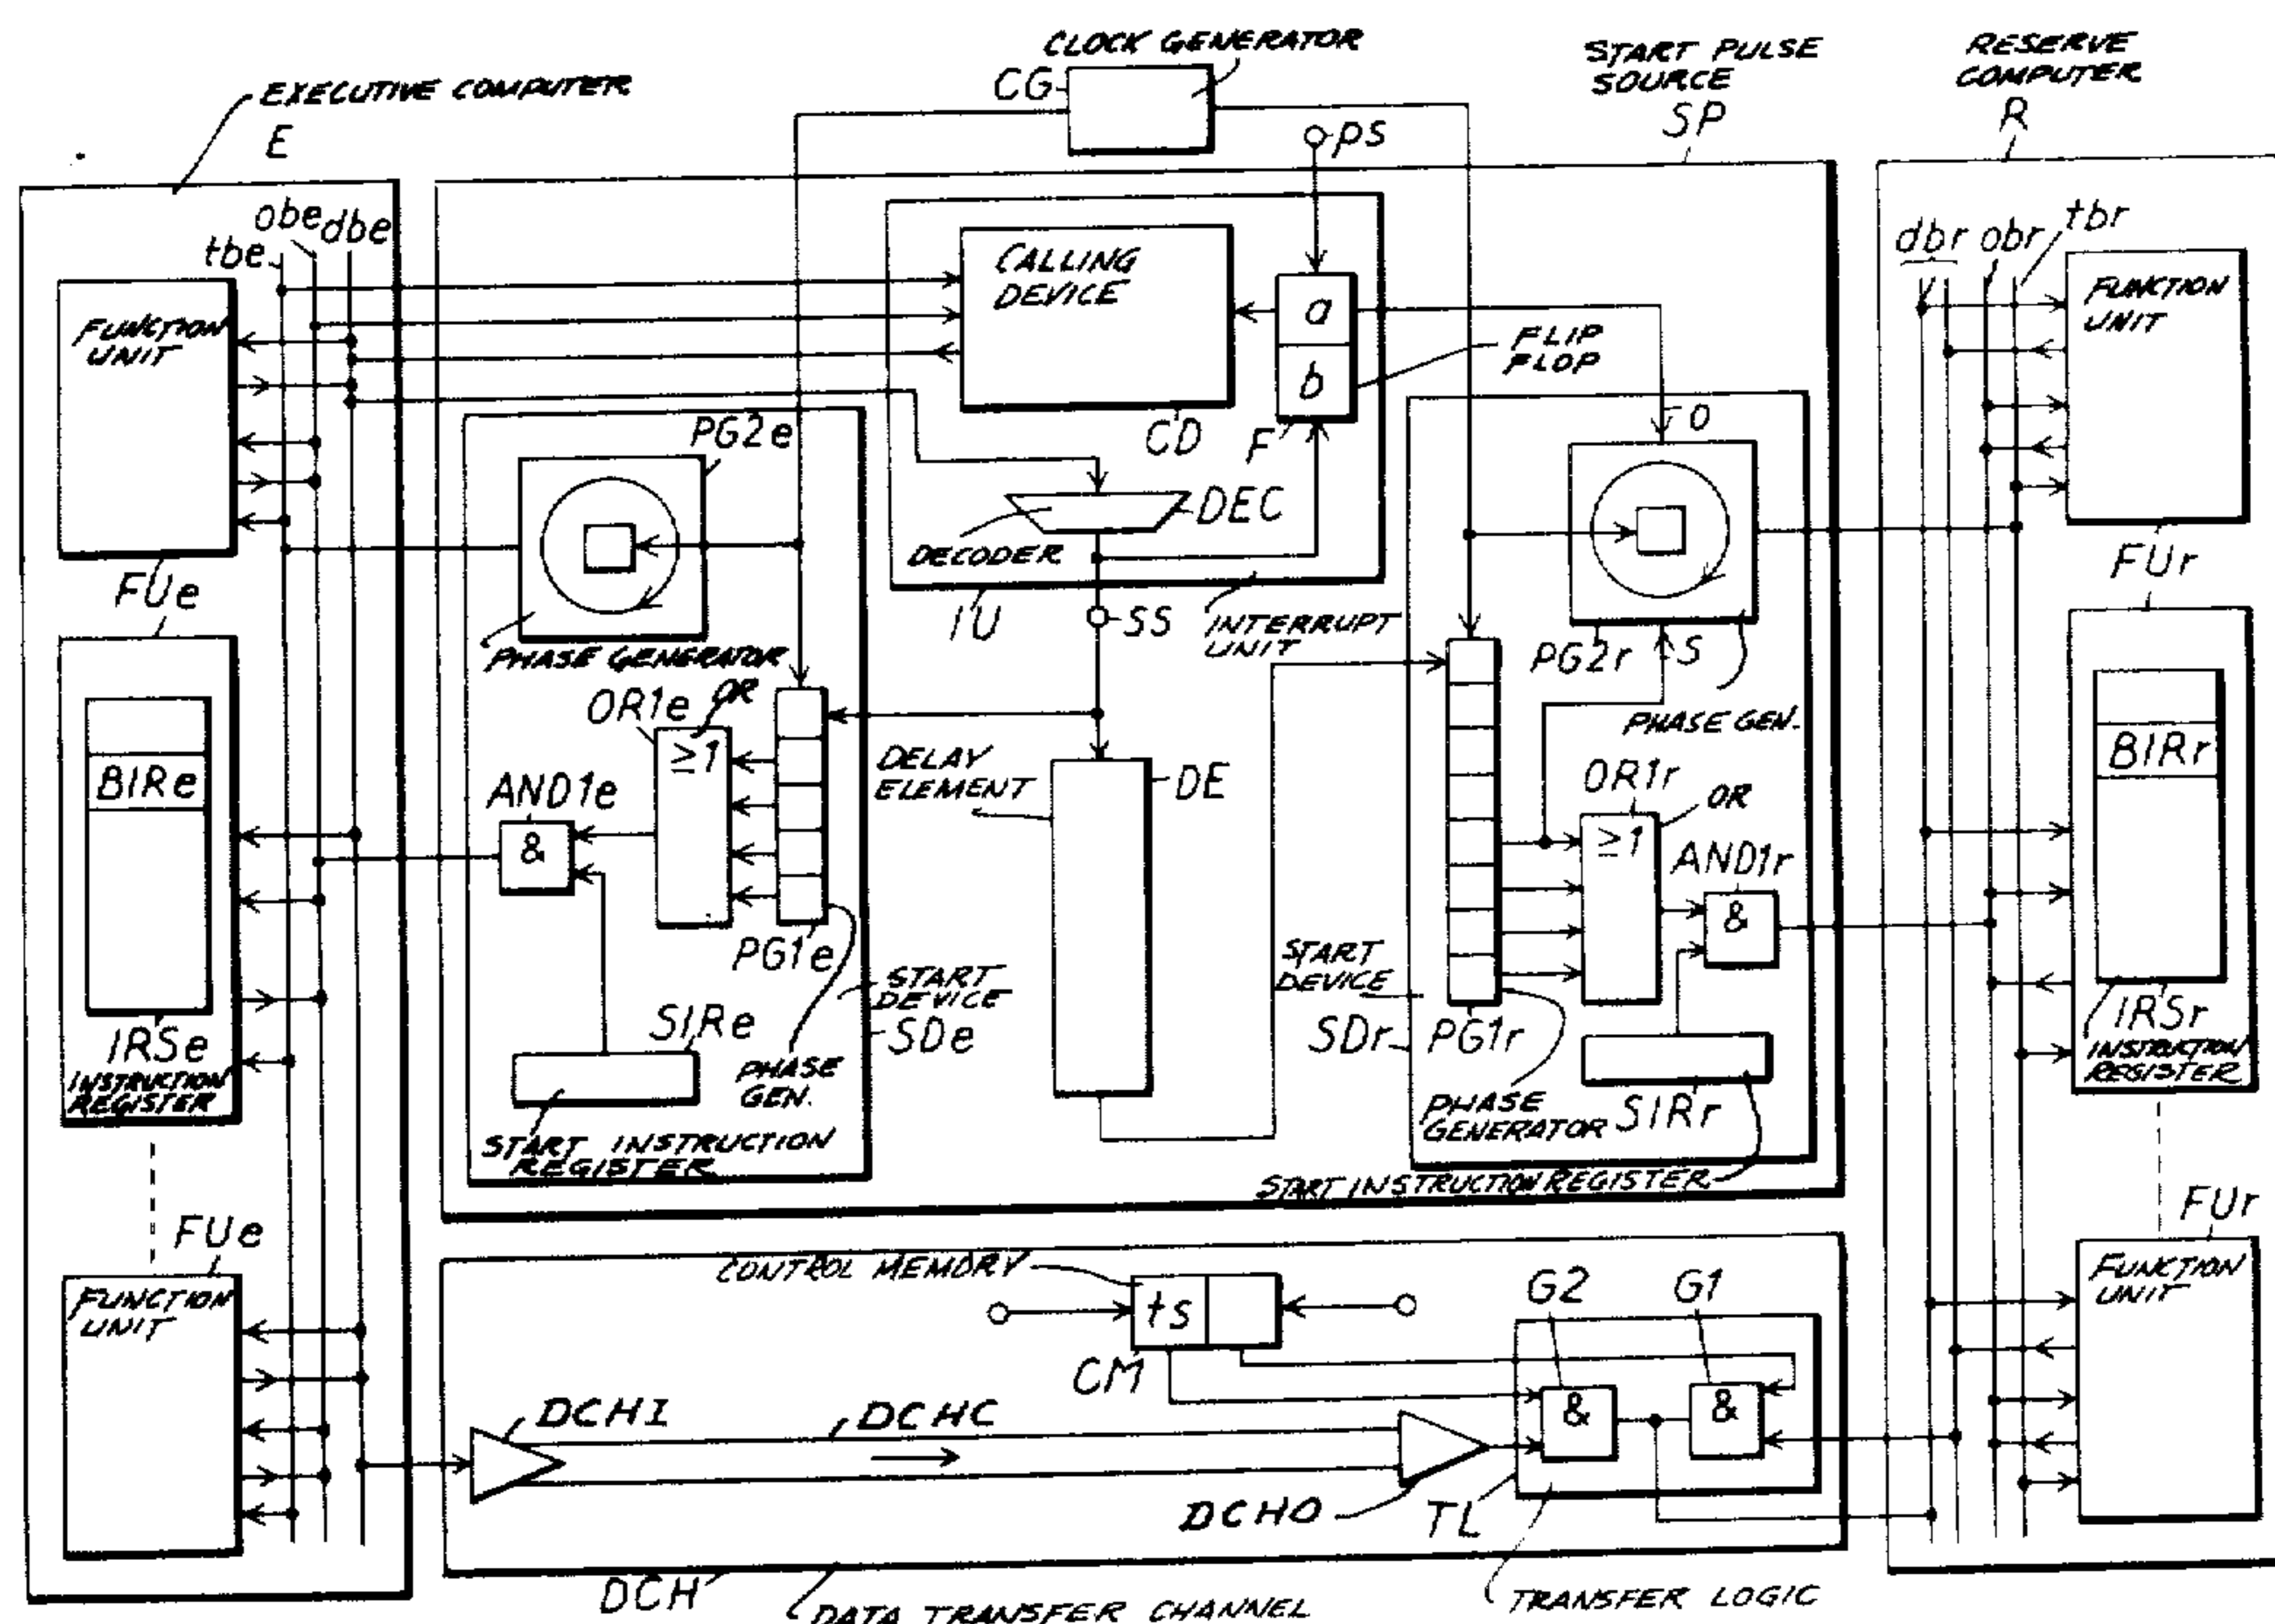 CLOCK GENERATOR
CG
START PULSE
SOURCE
SP
RESERVE
COMPUTER
R
EXECUTIVE COMPUTER
E
ps
tbe
obe
dbe
dbr
obr
tbr
FUNCTION
UNIT
FUe
CALLING
DEVICE
CD
a
b
F
FLIP
FLOP
DEC
DECODER
IU
SS
INTERRUPT
UNIT
PG2e
PHASE GENERATOR
O
S
PG2r
PHASE GEN.
FUNCTION
UNIT
FUr
BIRe
IRSe
INSTRUCTION
REGISTER
OR1e
OR
≥1
AND1e
&
PG1e
SIRe
PHASE
GEN.
START INSTRUCTION
REGISTER
START
DEVICE
SDe
DELAY
ELEMENT
DE
START
DEVICE
SDr
PG1r
PHASE
GENERATOR
OR1r
OR
≥1
AND1r
&
SIRr
START INSTRUCTION REGISTER
BIRr
IRSr
INSTRUCTION
REGISTER
FUe
FUNCTION
UNIT
FUr
FUNCTION
UNIT
CONTROL MEMORY
ts
CM
G2
G1
&
&
DCHI
DCHC
DCHO
TL
DCH
DATA TRANSFER CHANNEL
TRANSFER LOGIC